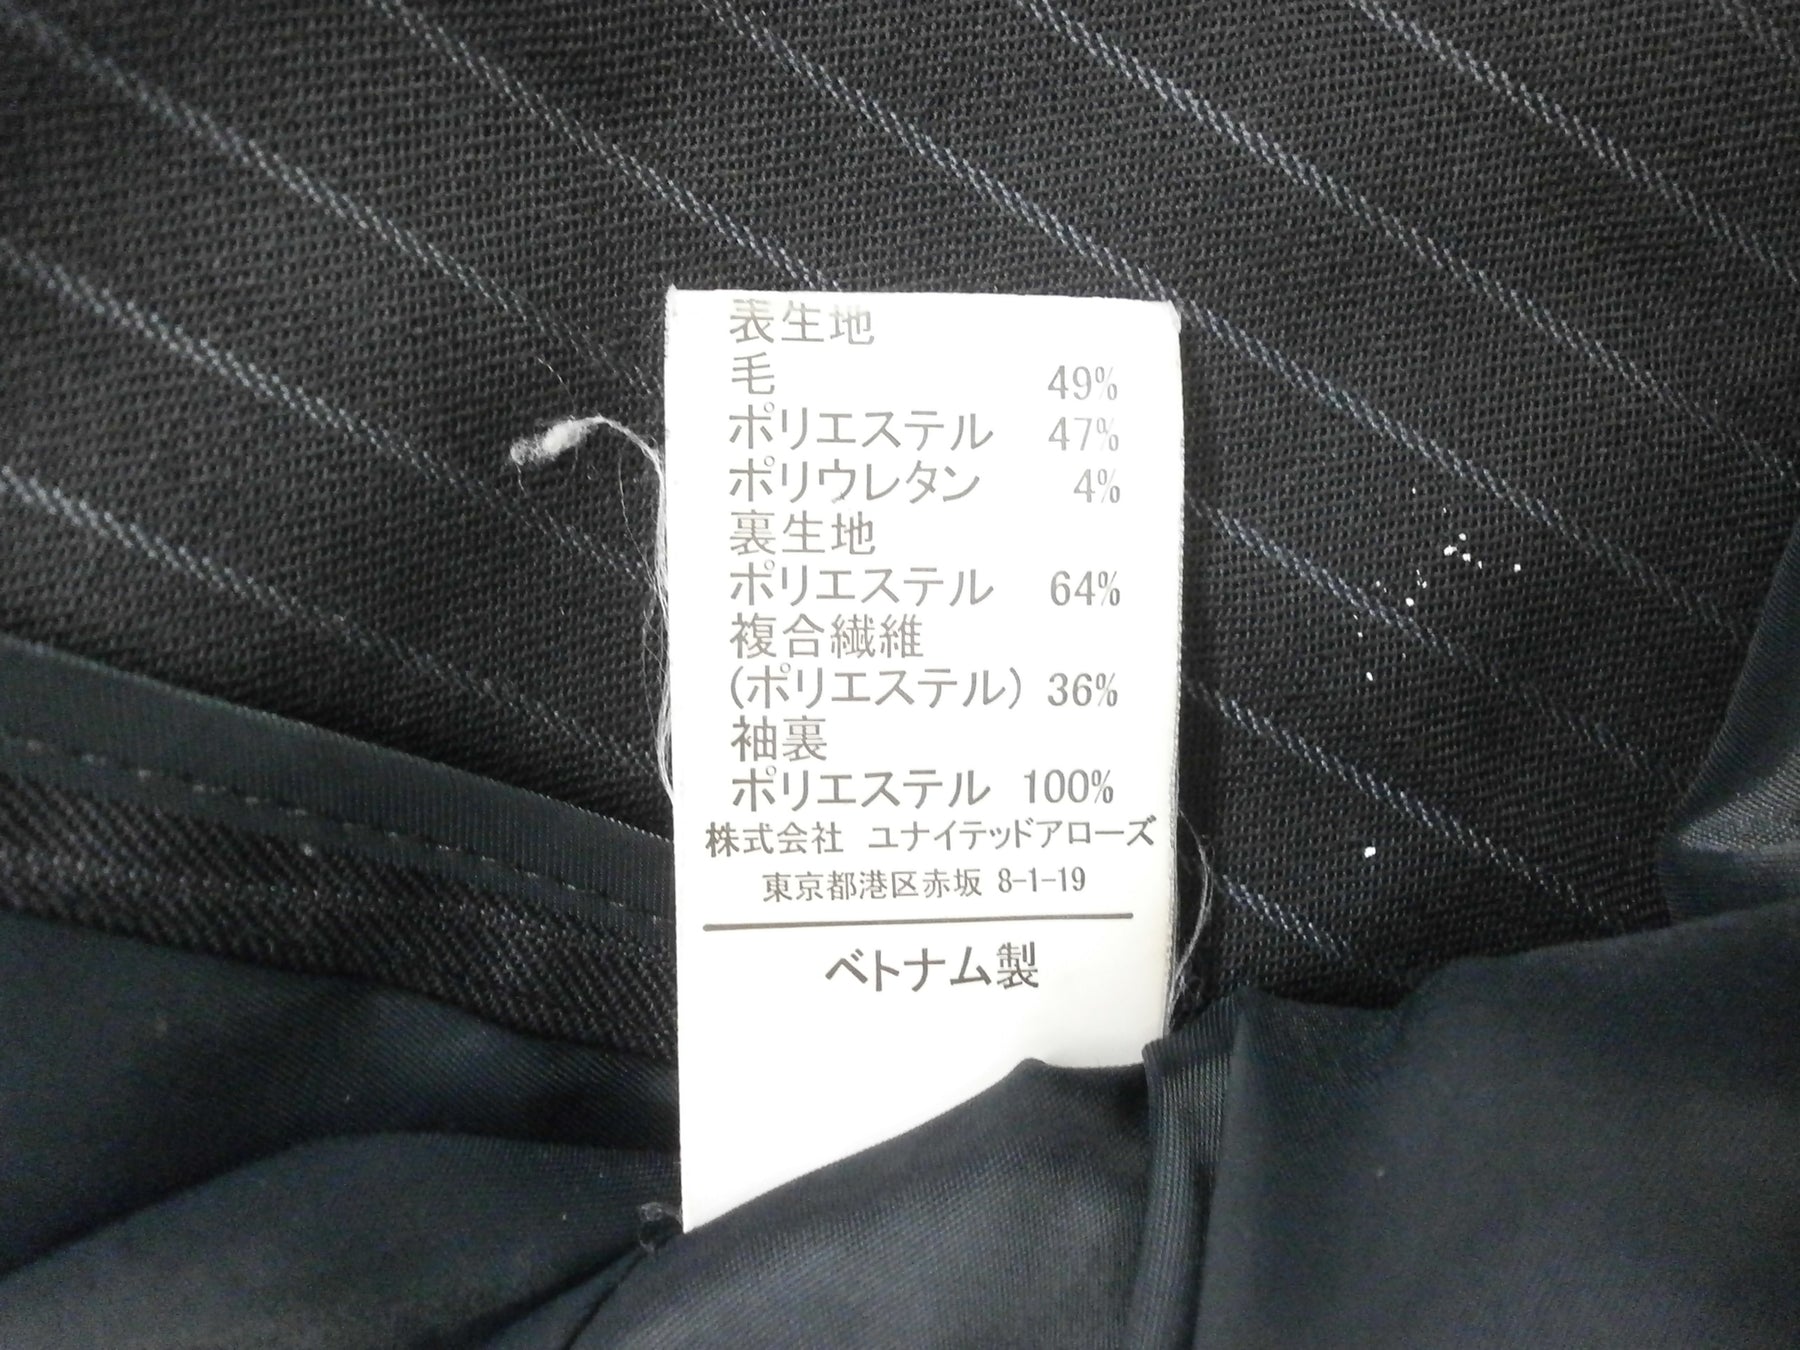 表生地
毛 49%
ポリエステル 47%
ポリウレタン 4%
裏生地
ポリエステル 64%
複合繊維
(ポリエステル) 36%
袖裏
ポリエステル 100%
株式会社 ユナイテッドアローズ
東京都港区赤坂 8-1-19
ベトナム製